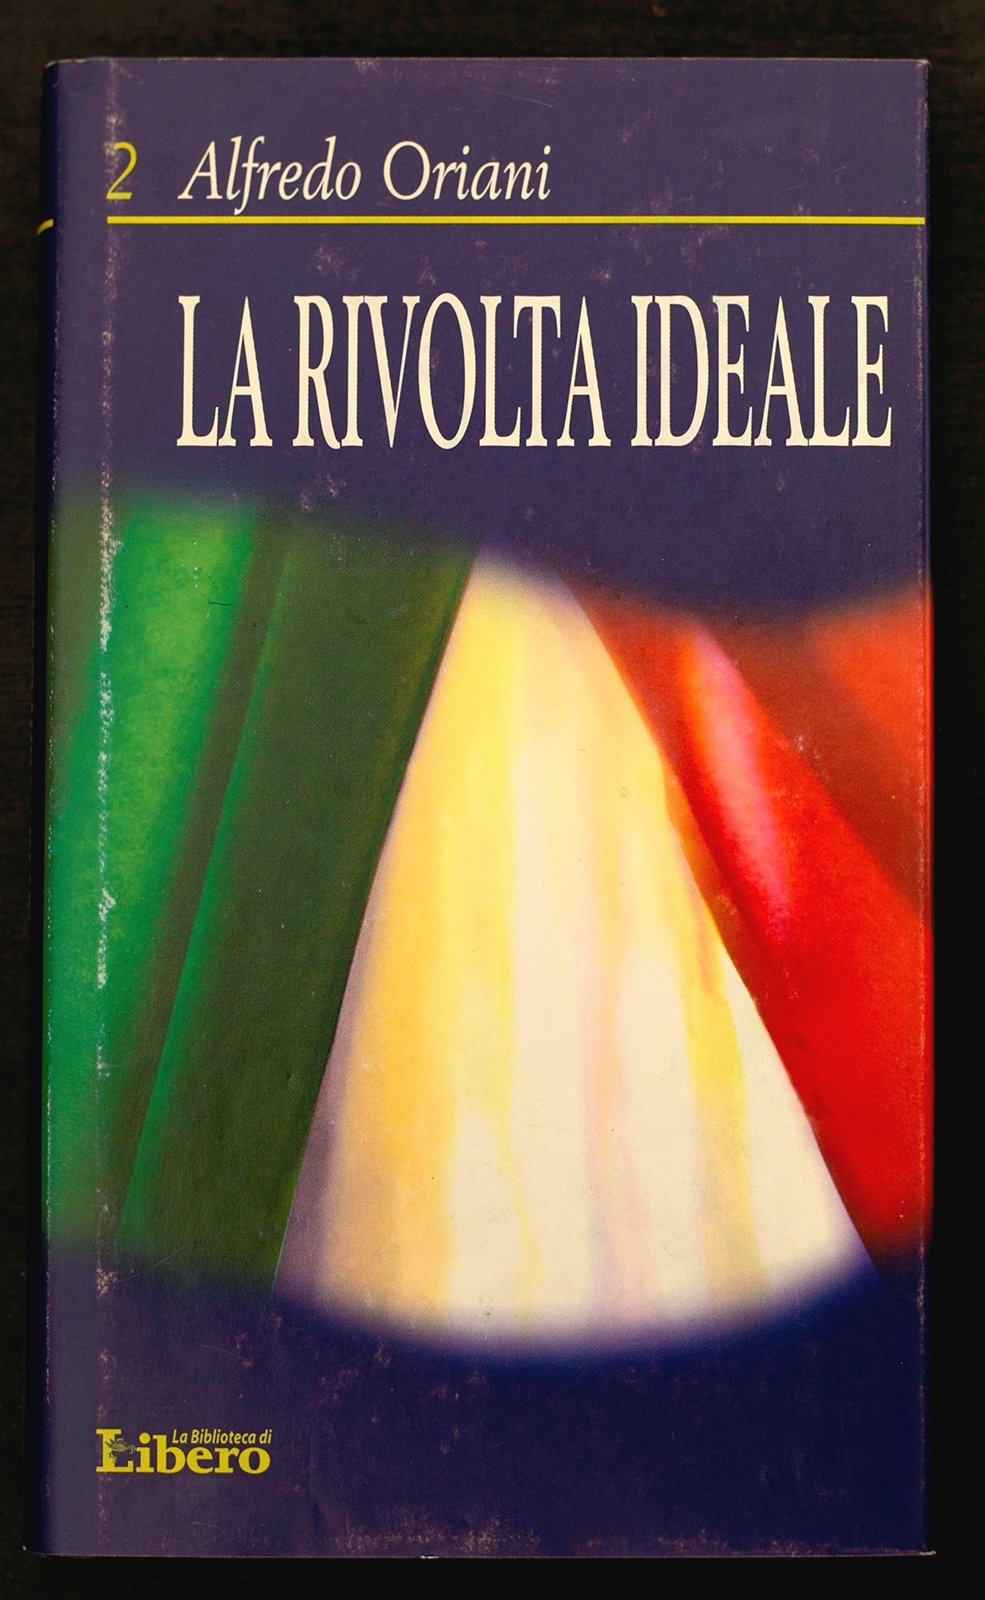 2 Alfredo Oriani
LA RIVOLTA IDEALE
La Biblioteca di
Libero